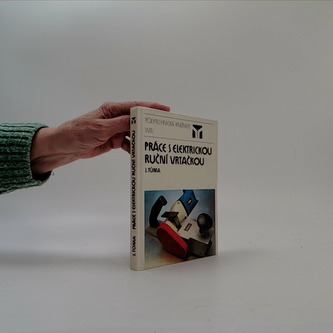 POLYTECHNICKÁ KNIŽNICE
SNTL
PRÁCE S ELEKTRICKOU
RUČNÍ VRTAČKOU
J. TŮMA
J. TŮMA PRÁCE S ELEKTRICKOU RUČNÍ VRTAČKOU